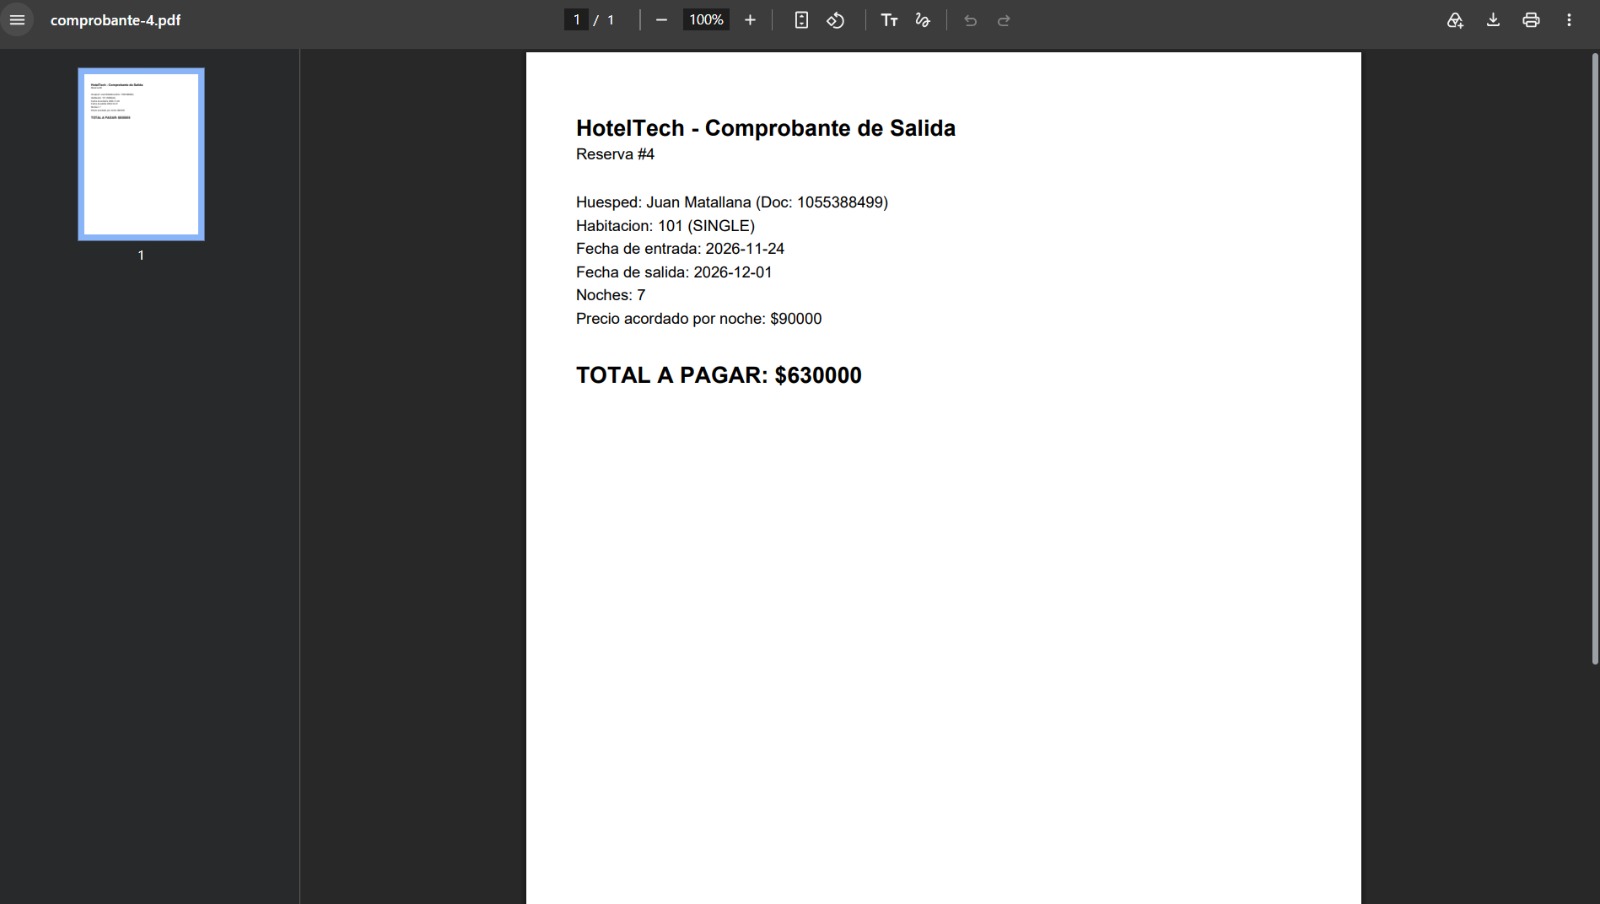 comprobante-4.pdf
1 / 1
100%
1
HotelTech - Comprobante de Salida
Reserva #4
Huesped: Juan Matallana (Doc: 1055388499)
Habitacion: 101 (SINGLE)
Fecha de entrada: 2026-11-24
Fecha de salida: 2026-12-01
Noches: 7
Precio acordado por noche: $90000
TOTAL A PAGAR: $630000